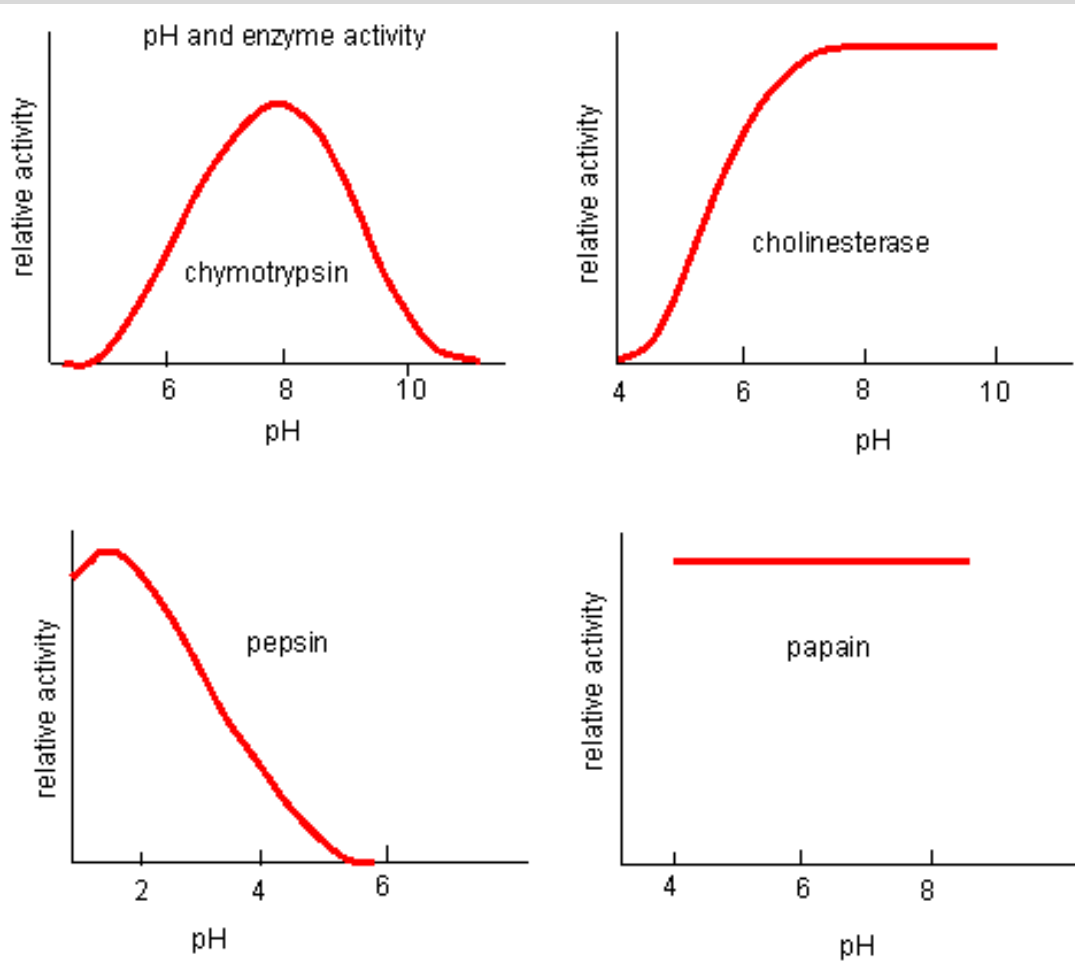 pH and enzyme activity
relative activity
chymotrypsin
6 8 10
pH
relative activity
cholinesterase
4 6 8 10
pH
relative activity
pepsin
2 4 6
pH
relative activity
papain
4 6 8
pH